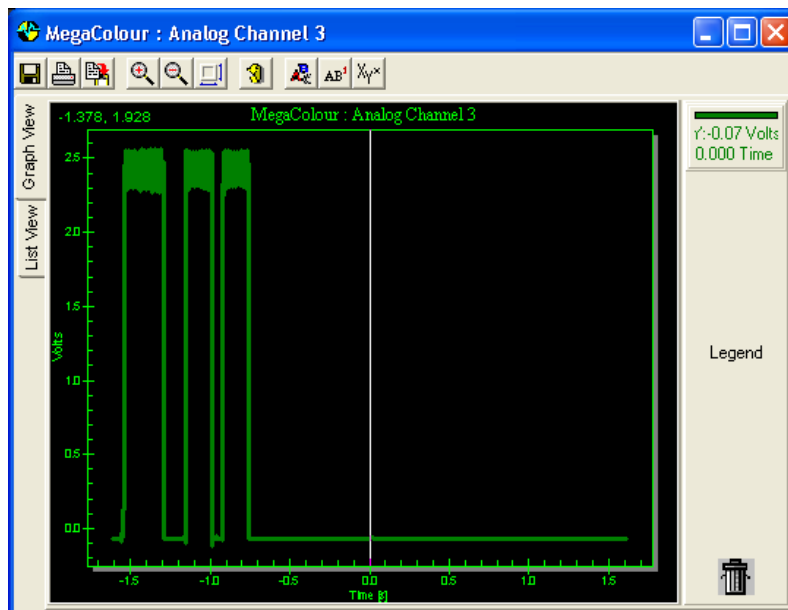 MegaColour : Analog Channel 3
AB¹
XY×
Graph View
List View
-1.378, 1.928
MegaColour : Analog Channel 3
Y:-0.07 Volts
0.000 Time
Legend
Volts
2.5
2.0
1.5
1.0
0.5
0.0
-1.5
-1.0
-0.5
0.0
0.5
1.0
1.5
Time [s]